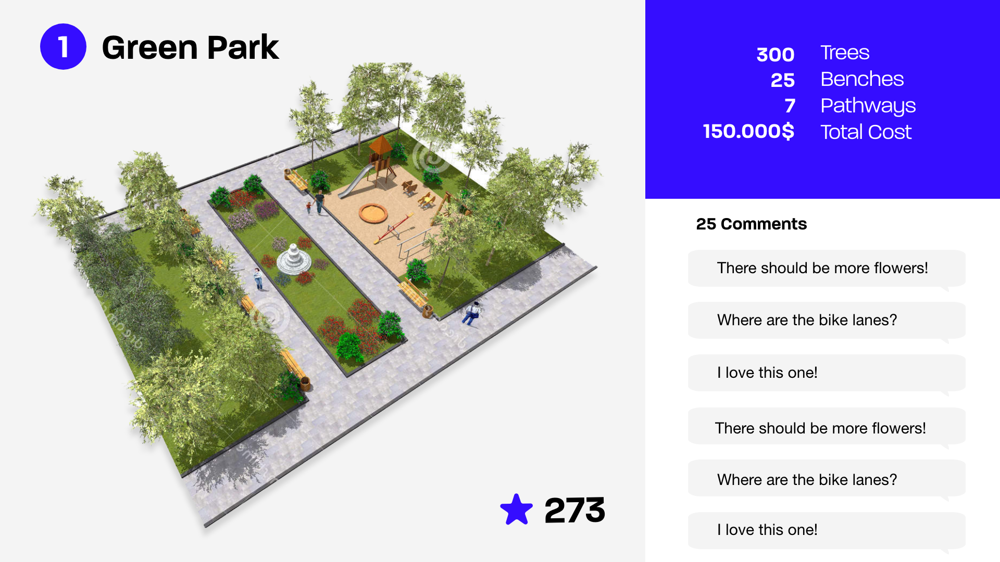 1 Green Park
300 Trees
25 Benches
7 Pathways
150.000$ Total Cost
25 Comments
There should be more flowers!
Where are the bike lanes?
I love this one!
There should be more flowers!
Where are the bike lanes?
I love this one!
273